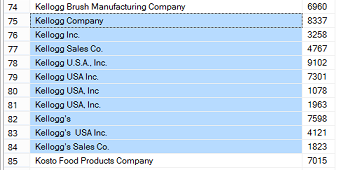 74 Kellogg Brush Manufacturing Company 6960
75 Kellogg Company 8337
76 Kellogg Inc. 3258
77 Kellogg Sales Co. 4767
78 Kellogg U.S.A., Inc. 9102
79 Kellogg USA Inc. 7301
80 Kellogg USA, Inc 1078
81 Kellogg USA, Inc. 1963
82 Kellogg's 7598
83 Kellogg's  USA Inc. 4121
84 Kellogg's Sales Co. 1823
85 Kosto Food Products Company 7015